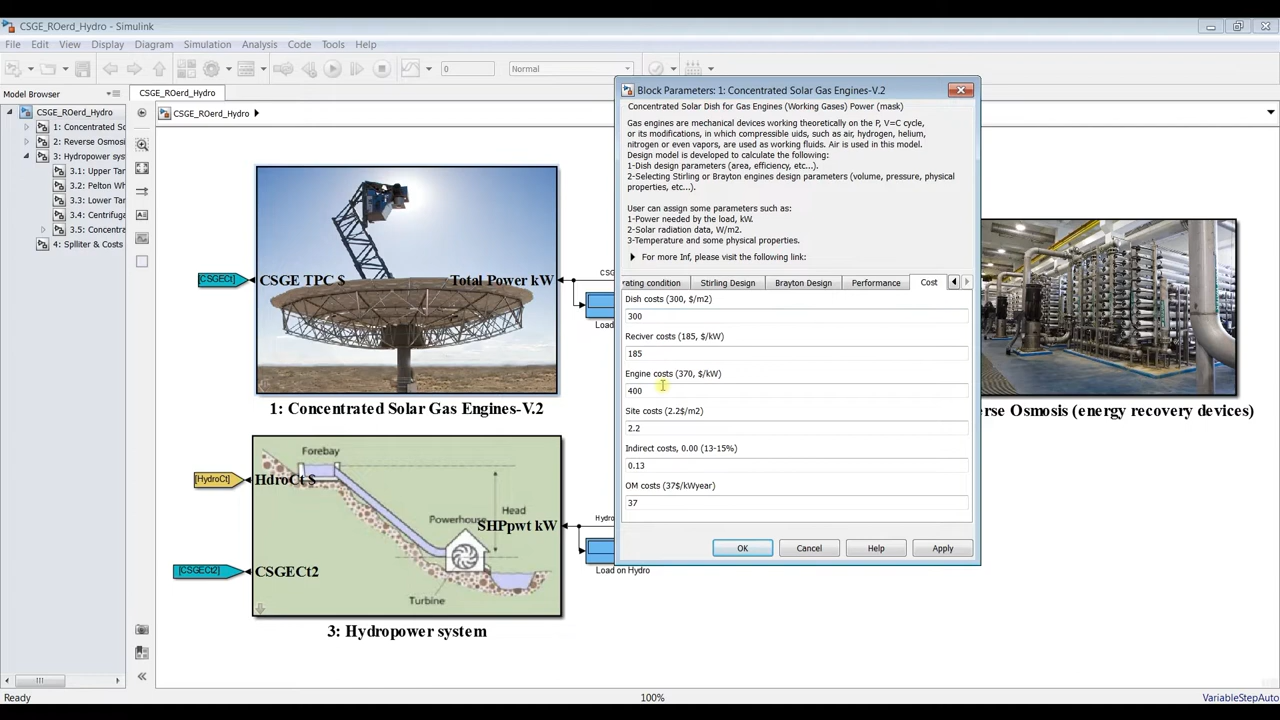 CSGE_ROerd_Hydro - Simulink
File Edit View Display Diagram Simulation Analysis Code Tools Help
0
Normal
Model Browser
CSGE_ROerd_Hydro
CSGE_ROerd_Hydro
CSGE_ROerd_Hydro
1: Concentrated So
2: Reverse Osmosi
3: Hydropower sys
3.1: Upper Tan
3.2: Pelton Wh
3.3: Lower Tan
3.4: Centrifuga
3.5: Concentra
4: Splliter & Costs
[CSGECt]
CSGE TPC $
Total Power kW
CSG
Load
1: Concentrated Solar Gas Engines-V.2
Forebay
[HydroCt]
HdroCt $
Head
Powerhouse
SHPpwt kW
Hydro
[CSGECt2]
CSGECt2
Turbine
Load on Hydro
3: Hydropower system
Block Parameters: 1: Concentrated Solar Gas Engines-V.2
Concentrated Solar Dish for Gas Engines (Working Gases) Power (mask)
Gas engines are mechanical devices working theoretically on the P, V=C cycle,
or its modifications, in which compressible uids, such as air, hydrogen, helium,
nitrogen or even vapors, are used as working fluids. Air is used in this model.
Design model is developed to calculate the following:
1-Dish design parameters (area, efficiency, etc...).
2-Selecting Stirling or Brayton engines design parameters (volume, pressure, physical
properties, etc...).
User can assign some parameters such as:
1-Power needed by the load, kW.
2-Solar radiation data, W/m2.
3-Temperature and some physical properties.
For more Inf, please visit the following link:
rating condition Stirling Design Brayton Design Performance Cost
Dish costs (300, $/m2)
300
Reciver costs (185, $/kW)
185
Engine costs (370, $/kW)
400
Site costs (2.2$/m2)
2.2
Indirect costs, 0.00 (13-15%)
0.13
OM costs (37$/kWyear)
37
OK Cancel Help Apply
rse Osmosis (energy recovery devices)
Ready
100%
VariableStepAuto